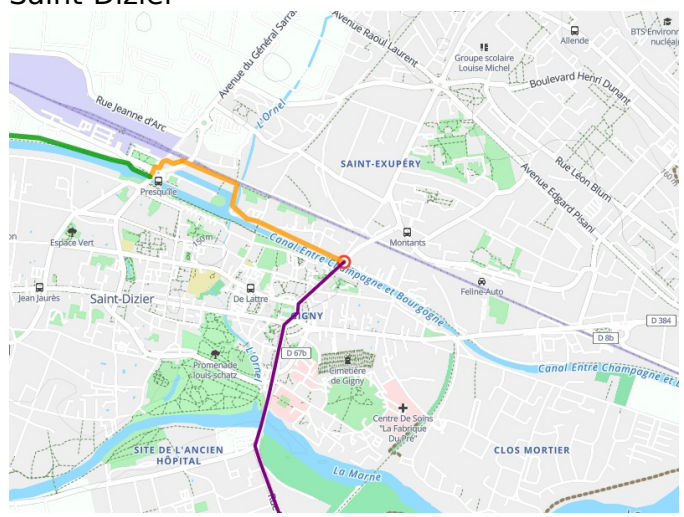 Saint-Dizier
Avenue du Général Sarra
Avenue Raoul Laurent
Allende
BTS Environ
nucléair
Groupe scolaire
Louise Michel
Boulevard Henri Dunant
Rue Jeanne d'Arc
L'Ornel
SAINT-EXUPÉRY
Rue Léon Blum
Avenue Edgard Pisani
Presqu'île
Espace Vert
Montants
Canal Entre Champagne et Bourgogne
Jean Jaurès
Saint-Dizier
De Lattre
Feline-Auto
GIGNY
D 384
D 8b
D 67b
L'Ornel
Promenade
louis-schatz
Cimetière
de Gigny
Canal Entre Champagne et B
Centre De Soins
"La Fabrique
Du Pré"
SITE DE L'ANCIEN
HÔPITAL
La Marne
CLOS MORTIER